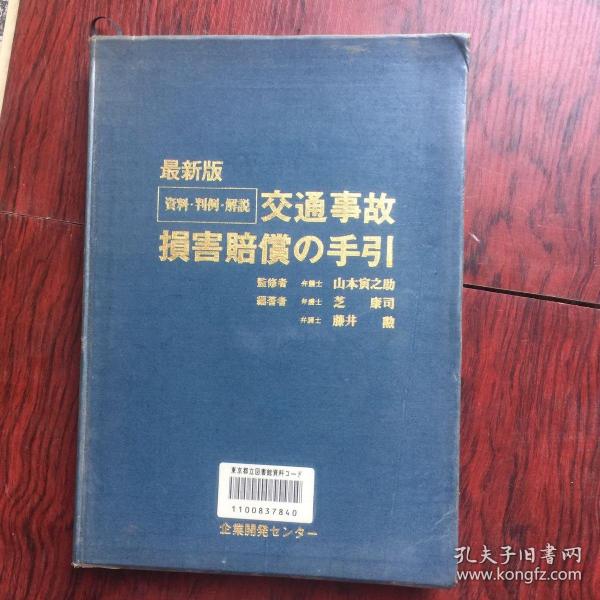 最新版
資料・判例・解説 交通事故
損害賠償の手引
監修者 弁護士 山本寅之助
編著者 弁護士 芝 康司
弁護士 藤井 勲
東京都立図書館資料コード
1100837840
企業開発センター
孔夫子旧书网
www.kongfz.com